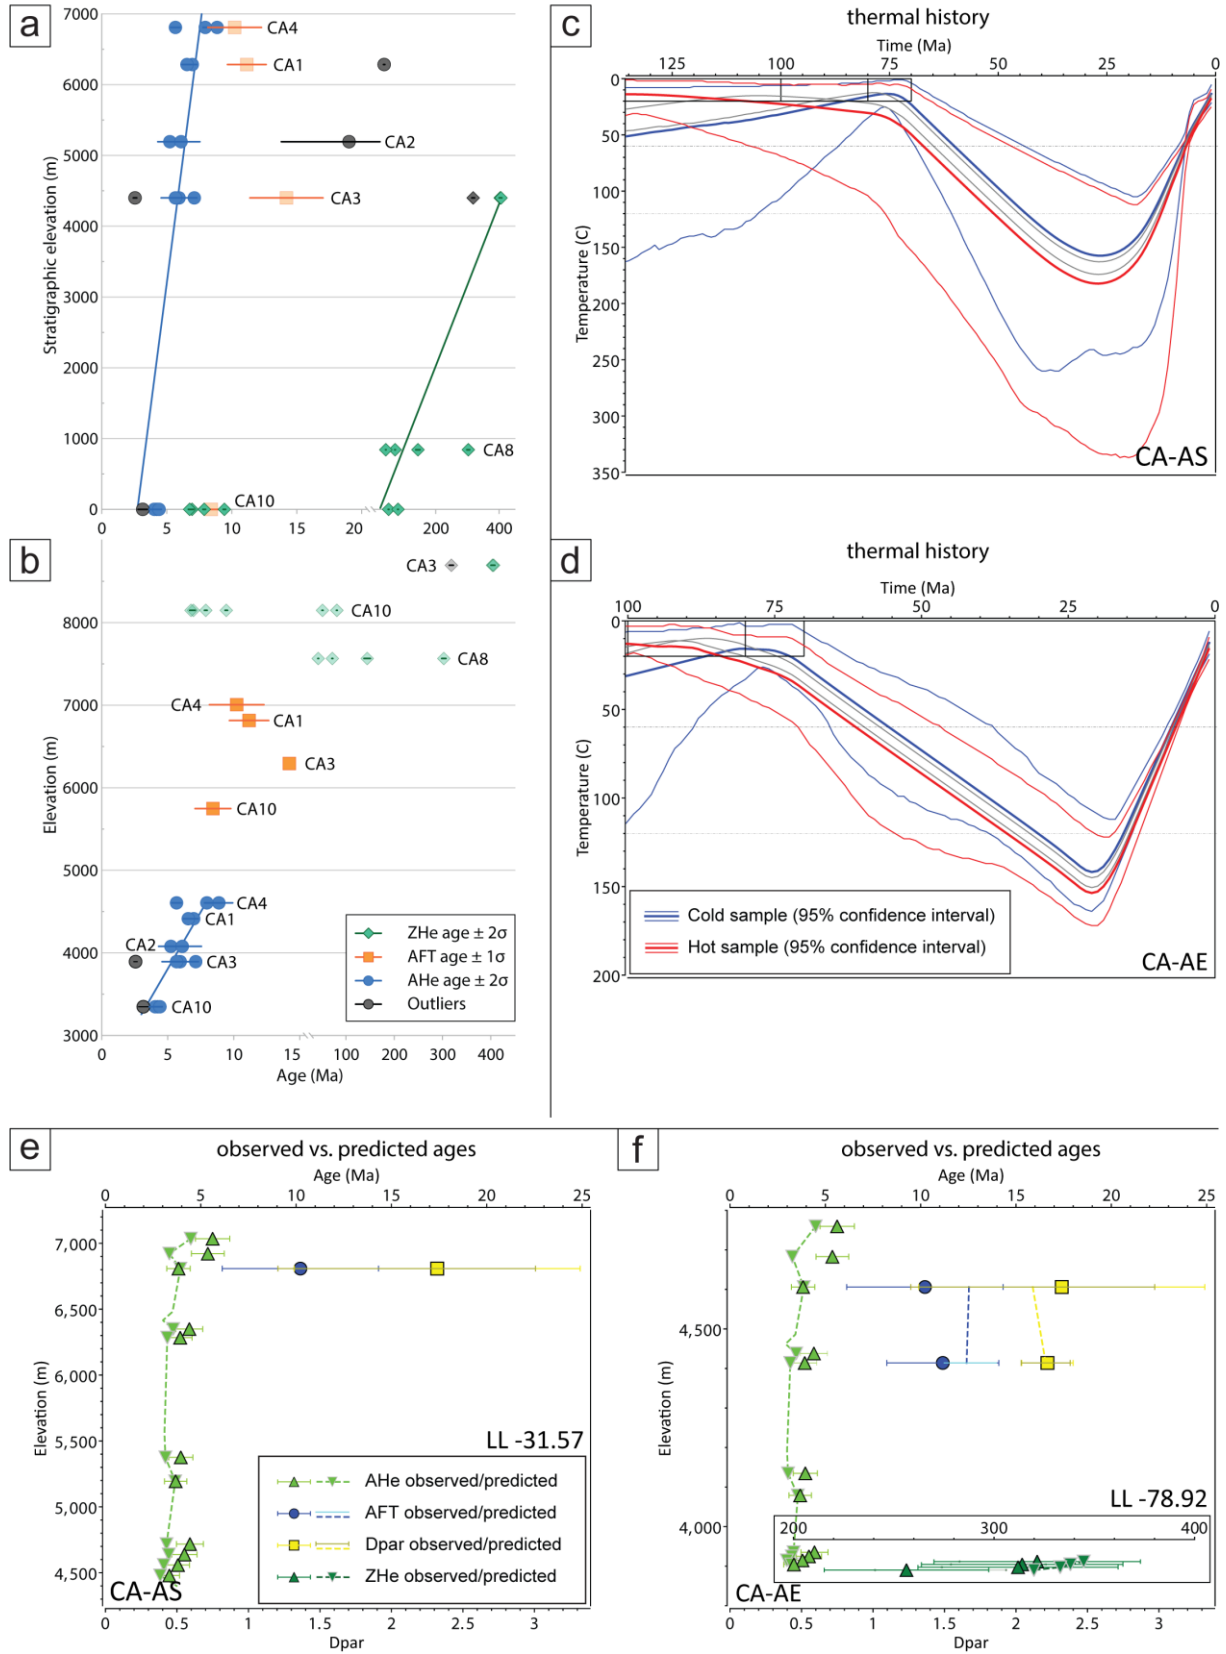 a
7000
6000
5000
4000
3000
2000
1000
0
Stratigraphic elevation (m)
CA4
CA1
CA2
CA3
CA8
CA10
0 5 10 15 20 200 400
b
8000
7000
6000
5000
4000
3000
Elevation (m)
CA3
CA10
CA8
CA4
CA1
CA3
CA10
CA4
CA1
CA2
CA3
CA10
ZHe age ± 2σ
AFT age ± 1σ
AHe age ± 2σ
Outliers
0 5 10 15 100 200 300 400
Age (Ma)
c
thermal history
Time (Ma)
125 100 75 50 25 0
0
50
100
150
200
250
300
350
Temperature (C)
CA-AS
d
thermal history
Time (Ma)
100 75 50 25 0
0
50
100
150
200
Temperature (C)
Cold sample (95% confidence interval)
Hot sample (95% confidence interval)
CA-AE
e
observed vs. predicted ages
Age (Ma)
0 5 10 15 20 25
7,000
6,500
6,000
5,500
5,000
4,500
Elevation (m)
LL -31.57
AHe observed/predicted
AFT observed/predicted
Dpar observed/predicted
ZHe observed/predicted
CA-AS
0 0.5 1 1.5 2 2.5 3
Dpar
f
observed vs. predicted ages
Age (Ma)
0 5 10 15 20 25
4,500
4,000
Elevation (m)
LL -78.92
200 300 400
CA-AE
0 0.5 1 1.5 2 2.5 3
Dpar